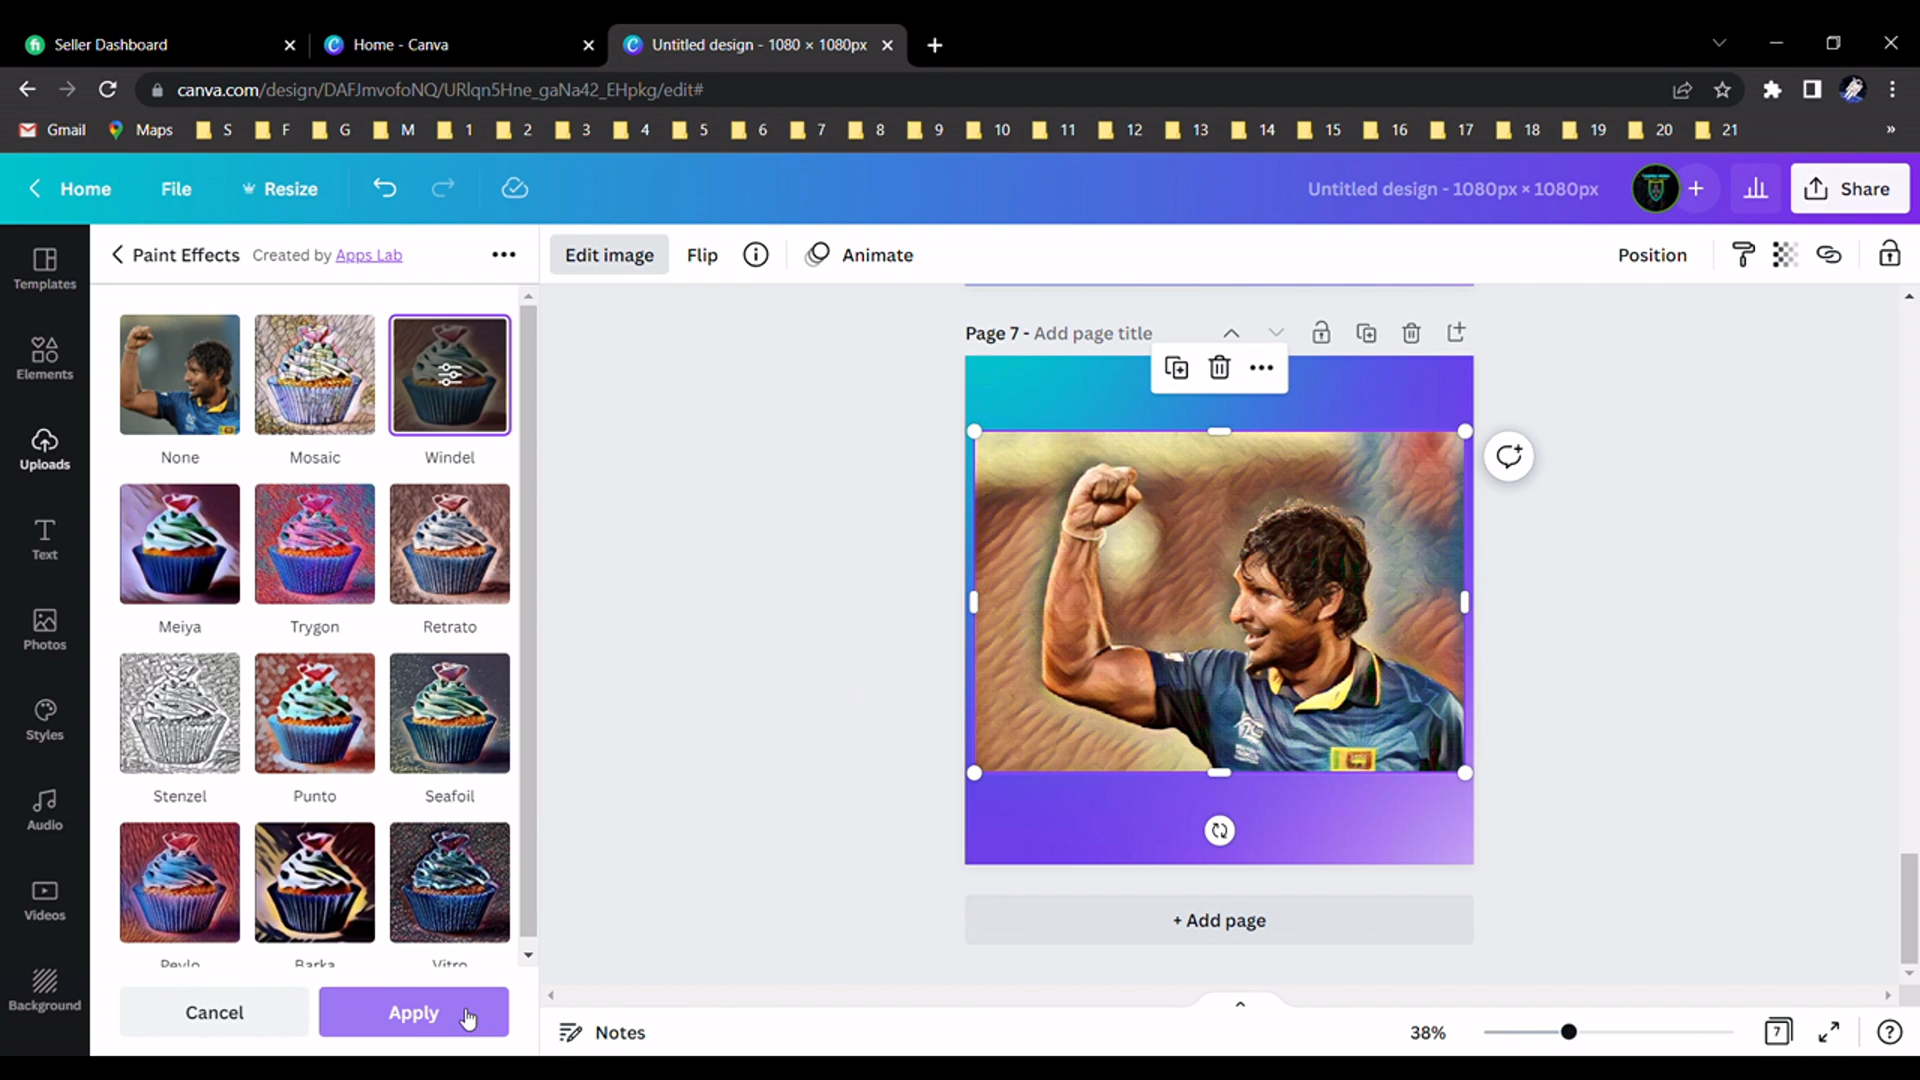 Seller Dashboard
Home - Canva
Untitled design - 1080 × 1080px
canva.com/design/DAFJmvofoNQ/URlqn5Hne_gaNa42_EHpkg/edit#
Gmail Maps S F G M 1 2 3 4 5 6 7 8 9 10 11 12 13 14 15 16 17 18 19 20 21 »
Home File Resize
Untitled design - 1080px × 1080px
Share
Paint Effects Created by Apps Lab
Edit image Flip Animate Position
Templates
Elements
Uploads
Text
Photos
Styles
Audio
Videos
Background
None Mosaic Windel
Meiya Trygon Retrato
Stenzel Punto Seafoil
Peylo Barka Vitro
Cancel Apply
Page 7 - Add page title
+ Add page
Notes
38%
7